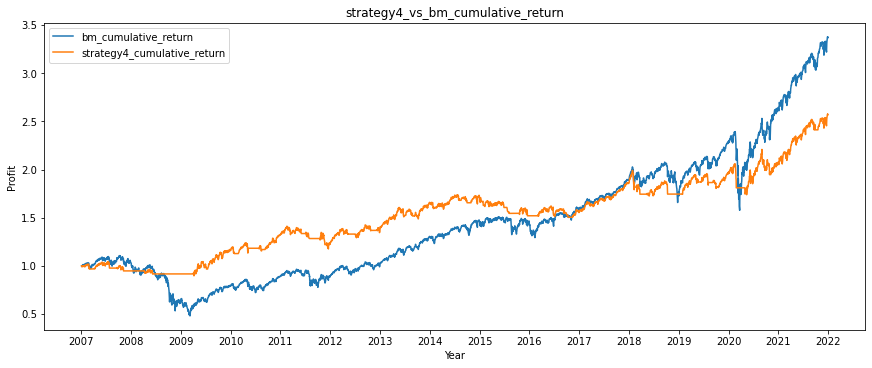 strategy4_vs_bm_cumulative_return
bm_cumulative_return
strategy4_cumulative_return
Profit
3.5
3.0
2.5
2.0
1.5
1.0
0.5
2007 2008 2009 2010 2011 2012 2013 2014 2015 2016 2017 2018 2019 2020 2021 2022
Year